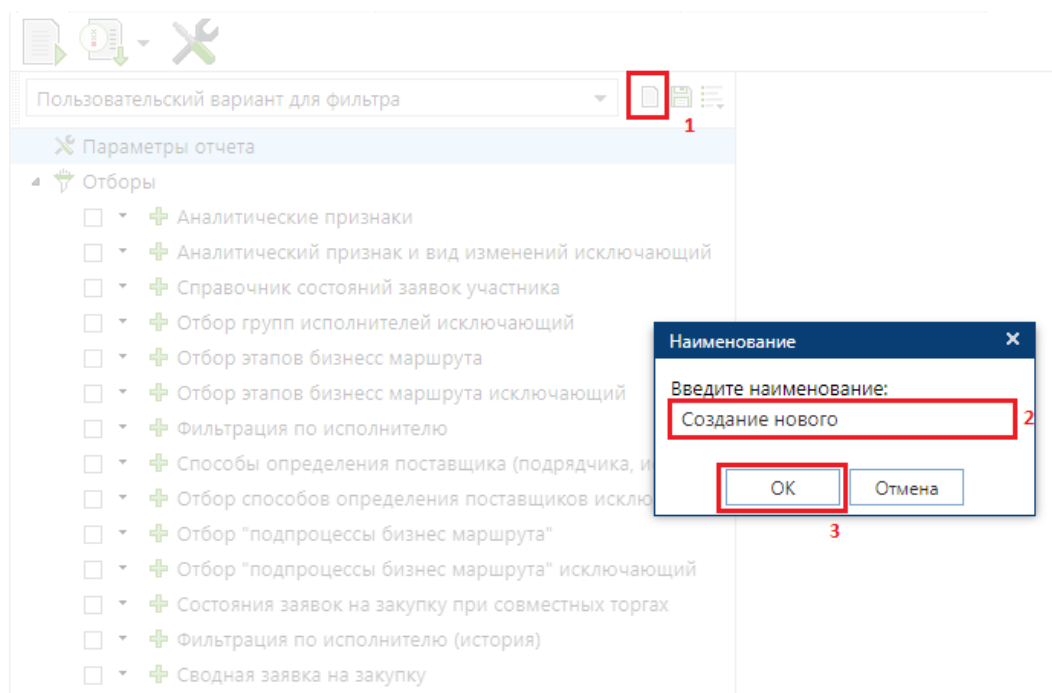 Пользовательский вариант для фильтра
1
Параметры отчета
Отборы
Аналитические признаки
Аналитический признак и вид изменений исключающий
Справочник состояний заявок участника
Отбор групп исполнителей исключающий
Отбор этапов бизнесс маршрута
Отбор этапов бизнесс маршрута исключающий
Фильтрация по исполнителю
Способы определения поставщика (подрядчика, и
Отбор способов определения поставщиков исклю
Отбор "подпроцессы бизнес маршрута"
Отбор "подпроцессы бизнес маршрута" исключающий
Состояния заявок на закупку при совместных торгах
Фильтрация по исполнителю (история)
Сводная заявка на закупку
Наименование
Введите наименование:
Создание нового 2
OK Отмена
3